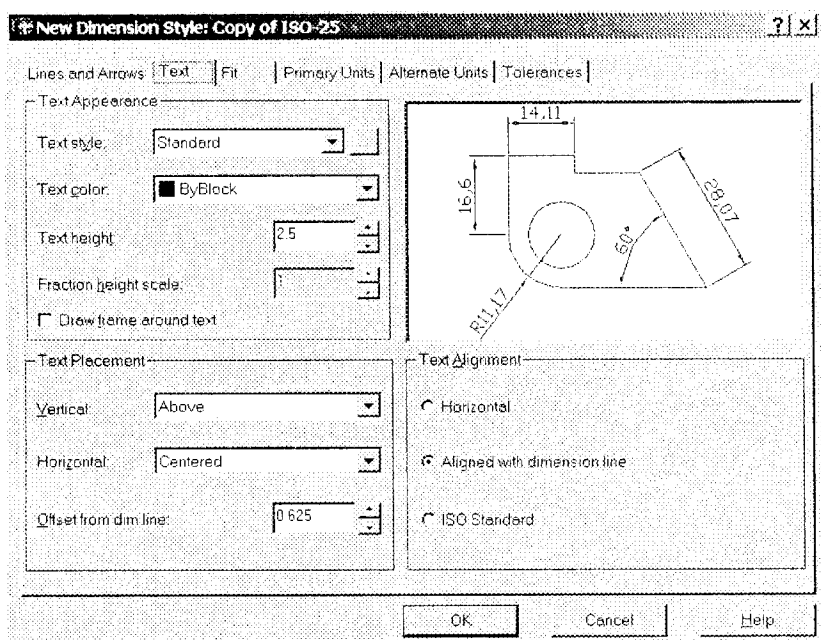 New Dimension Style: Copy of ISO-25
Lines and Arrows Text Fit Primary Units Alternate Units Tolerances
Text Appearance
Text style: Standard
Text color: ByBlock
Text height: 2.5
Fraction height scale: 1
Draw frame around text
14,11
16,6
28,07
60°
R11,17
Text Placement
Vertical: Above
Horizontal: Centered
Offset from dim line: 0.625
Text Alignment
Horizontal
Aligned with dimension line
ISO Standard
OK Cancel Help